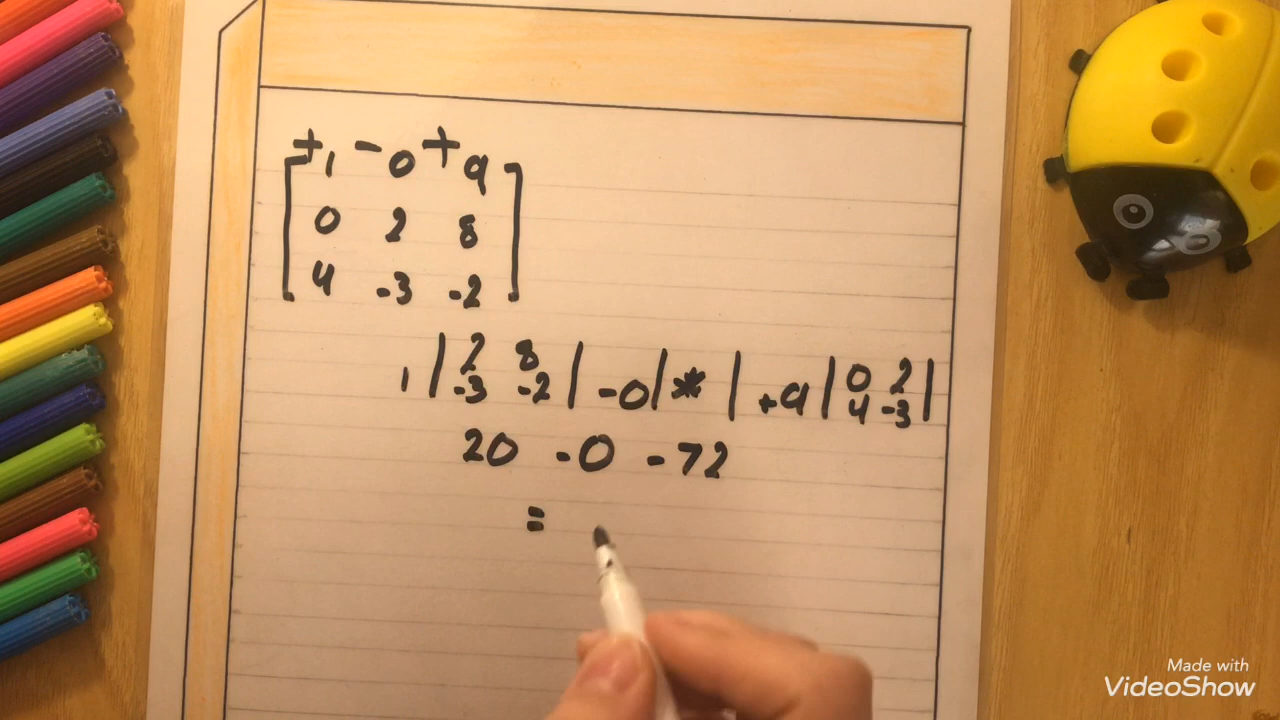 + - +
1 0 9
0 2 8
4 -3 -2
1 | 2 8 | -0 | * | +9 | 0 2 |
-3 -2 4 -3
20 -0 -72
=
Made with
VideoShow